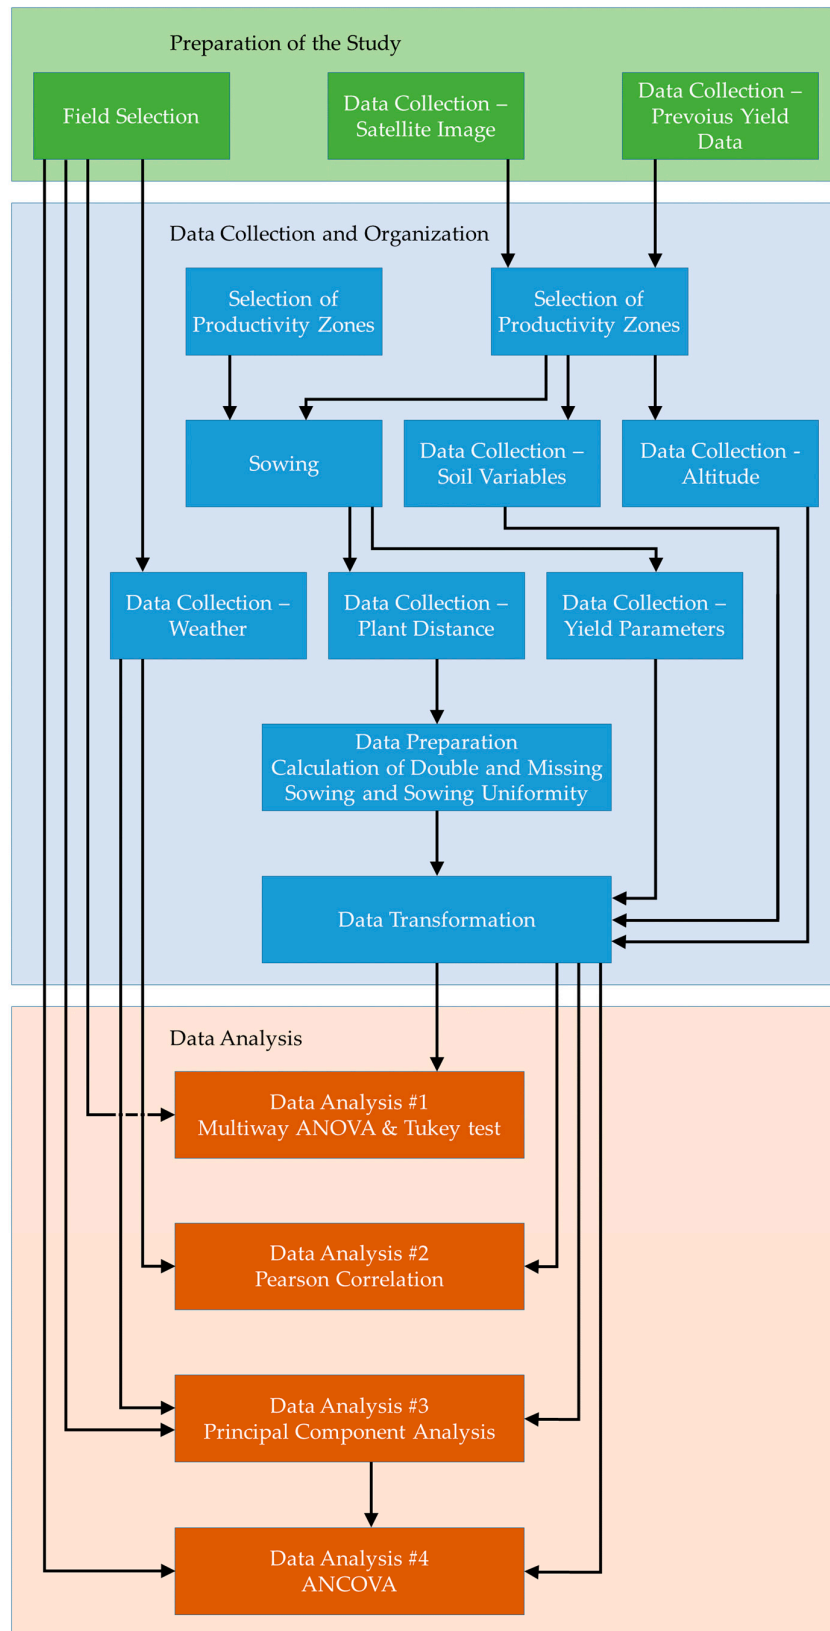 Preparation of the Study
Field Selection
Data Collection –
Satellite Image
Data Collection –
Prevoius Yield
Data
Data Collection and Organization
Selection of
Productivity Zones
Selection of
Productivity Zones
Sowing
Data Collection –
Soil Variables
Data Collection -
Altitude
Data Collection –
Weather
Data Collection –
Plant Distance
Data Collection –
Yield Parameters
Data Preparation
Calculation of Double and Missing
Sowing and Sowing Uniformity
Data Transformation
Data Analysis
Data Analysis #1
Multiway ANOVA & Tukey test
Data Analysis #2
Pearson Correlation
Data Analysis #3
Principal Component Analysis
Data Analysis #4
ANCOVA